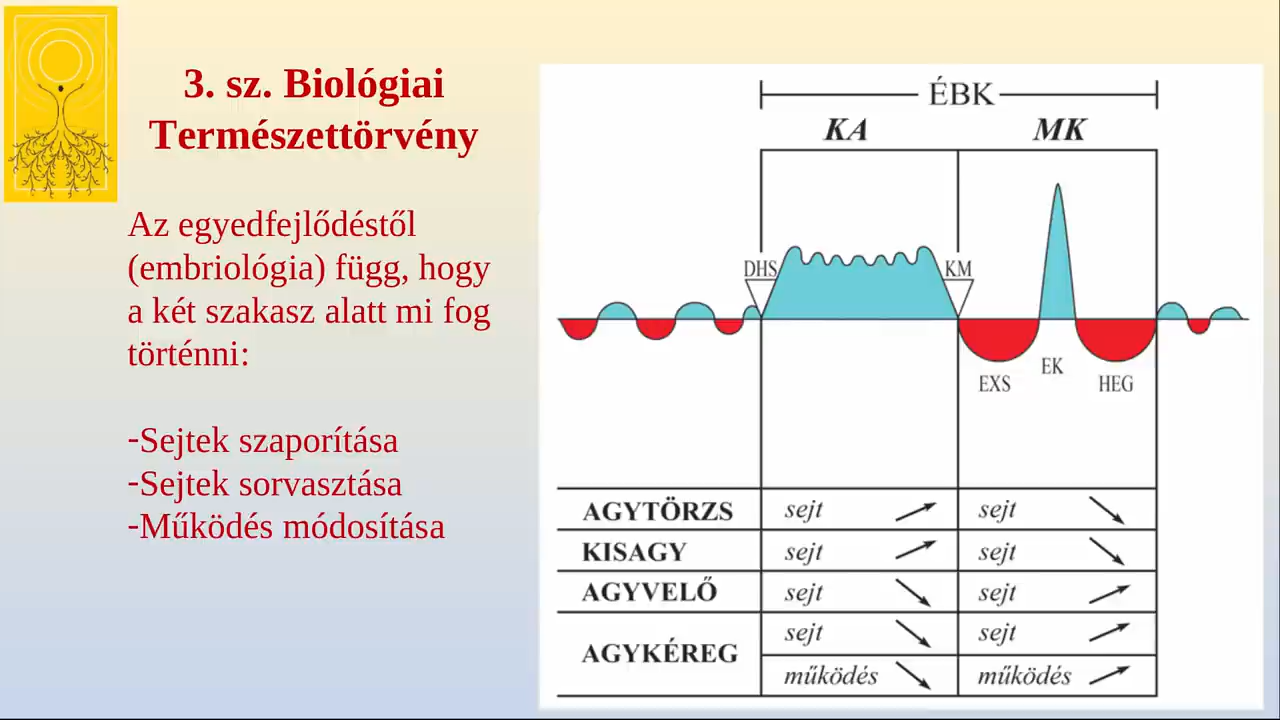 3. sz. Biológiai
Természettörvény
Az egyedfejlődéstől
(embriológia) függ, hogy
a két szakasz alatt mi fog
történni:
-Sejtek szaporítása
-Sejtek sorvasztása
-Működés módosítása
ÉBK
KA MK
DHS KM
EXS EK HEG
AGYTÖRZS sejt sejt
KISAGY sejt sejt
AGYVELŐ sejt sejt
AGYKÉREG sejt sejt
működés működés